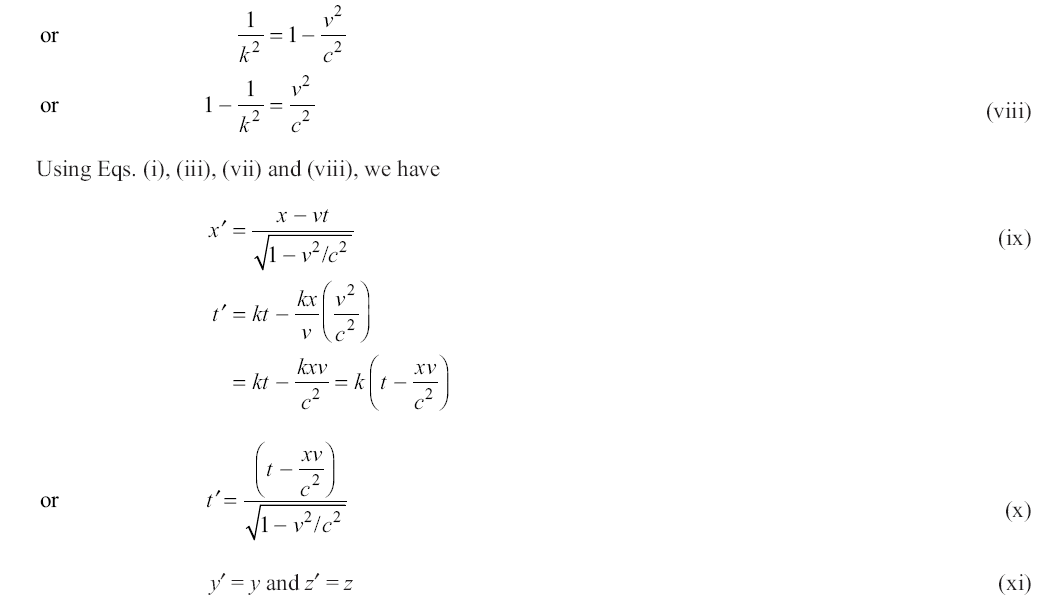 or 1/k² = 1 − v²/c²
or 1 − 1/k² = v²/c² (viii)
Using Eqs. (i), (iii), (vii) and (viii), we have
x′ = (x − vt)/√(1 − v²/c²) (ix)
t′ = kt − (kx/v)(v²/c²)
= kt − kxv/c² = k(t − xv/c²)
or t′ = (t − xv/c²)/√(1 − v²/c²) (x)
y′ = y and z′ = z (xi)